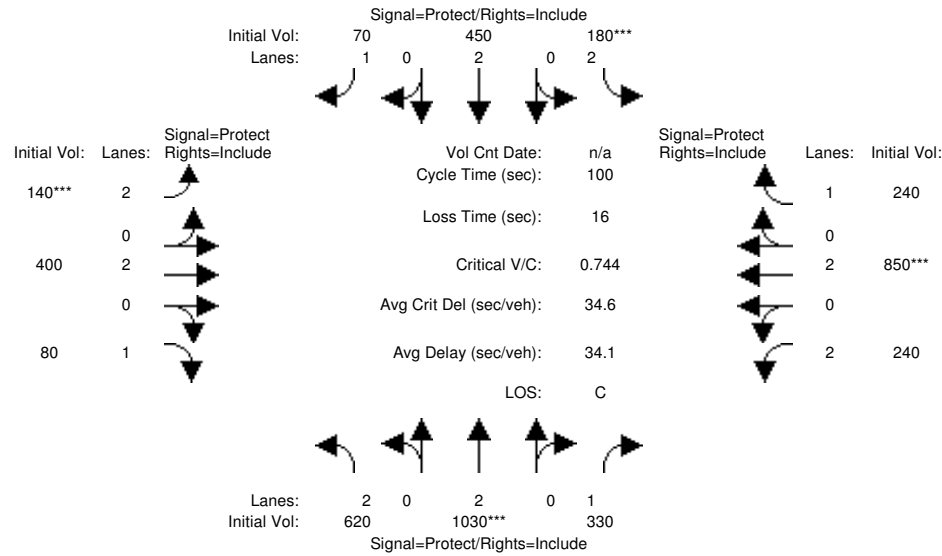 Signal=Protect/Rights=Include
Initial Vol: 70 450 180***
Lanes: 1 0 2 0 2
Signal=Protect Signal=Protect
Initial Vol: Lanes: Rights=Include Vol Cnt Date: n/a Rights=Include Lanes: Initial Vol:
Cycle Time (sec): 100
140*** 2 1 240
Loss Time (sec): 16
0 0
400 2 Critical V/C: 0.744 2 850***
0 Avg Crit Del (sec/veh): 34.6 0
80 1 Avg Delay (sec/veh): 34.1 2 240
LOS: C
Lanes: 2 0 2 0 1
Initial Vol: 620 1030*** 330
Signal=Protect/Rights=Include